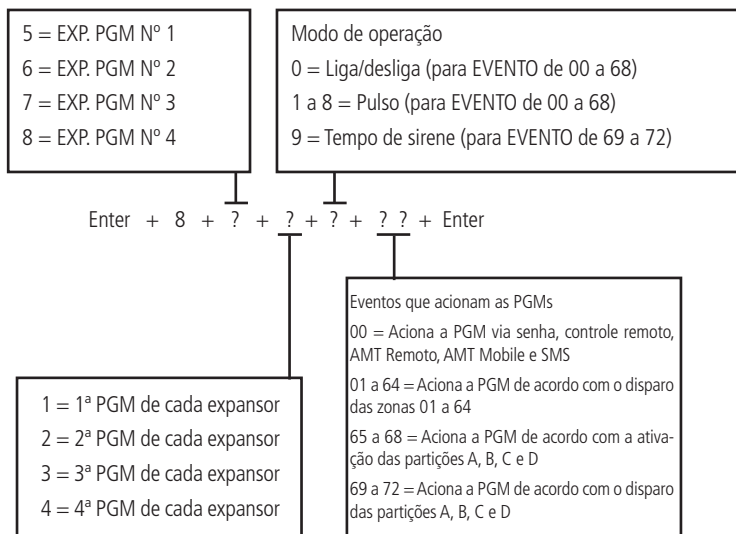 5 = EXP. PGM Nº 1
6 = EXP. PGM Nº 2
7 = EXP. PGM Nº 3
8 = EXP. PGM Nº 4
Modo de operação
0 = Liga/desliga (para EVENTO de 00 a 68)
1 a 8 = Pulso (para EVENTO de 00 a 68)
9 = Tempo de sirene (para EVENTO de 69 a 72)
Enter + 8 + ? + ? + ? + ? ? + Enter
1 = 1ª PGM de cada expansor
2 = 2ª PGM de cada expansor
3 = 3ª PGM de cada expansor
4 = 4ª PGM de cada expansor
Eventos que acionam as PGMs
00 = Aciona a PGM via senha, controle remoto,
AMT Remoto, AMT Mobile e SMS
01 a 64 = Aciona a PGM de acordo com o disparo
das zonas 01 a 64
65 a 68 = Aciona a PGM de acordo com a ativa-
ção das partições A, B, C e D
69 a 72 = Aciona a PGM de acordo com o disparo
das partições A, B, C e D